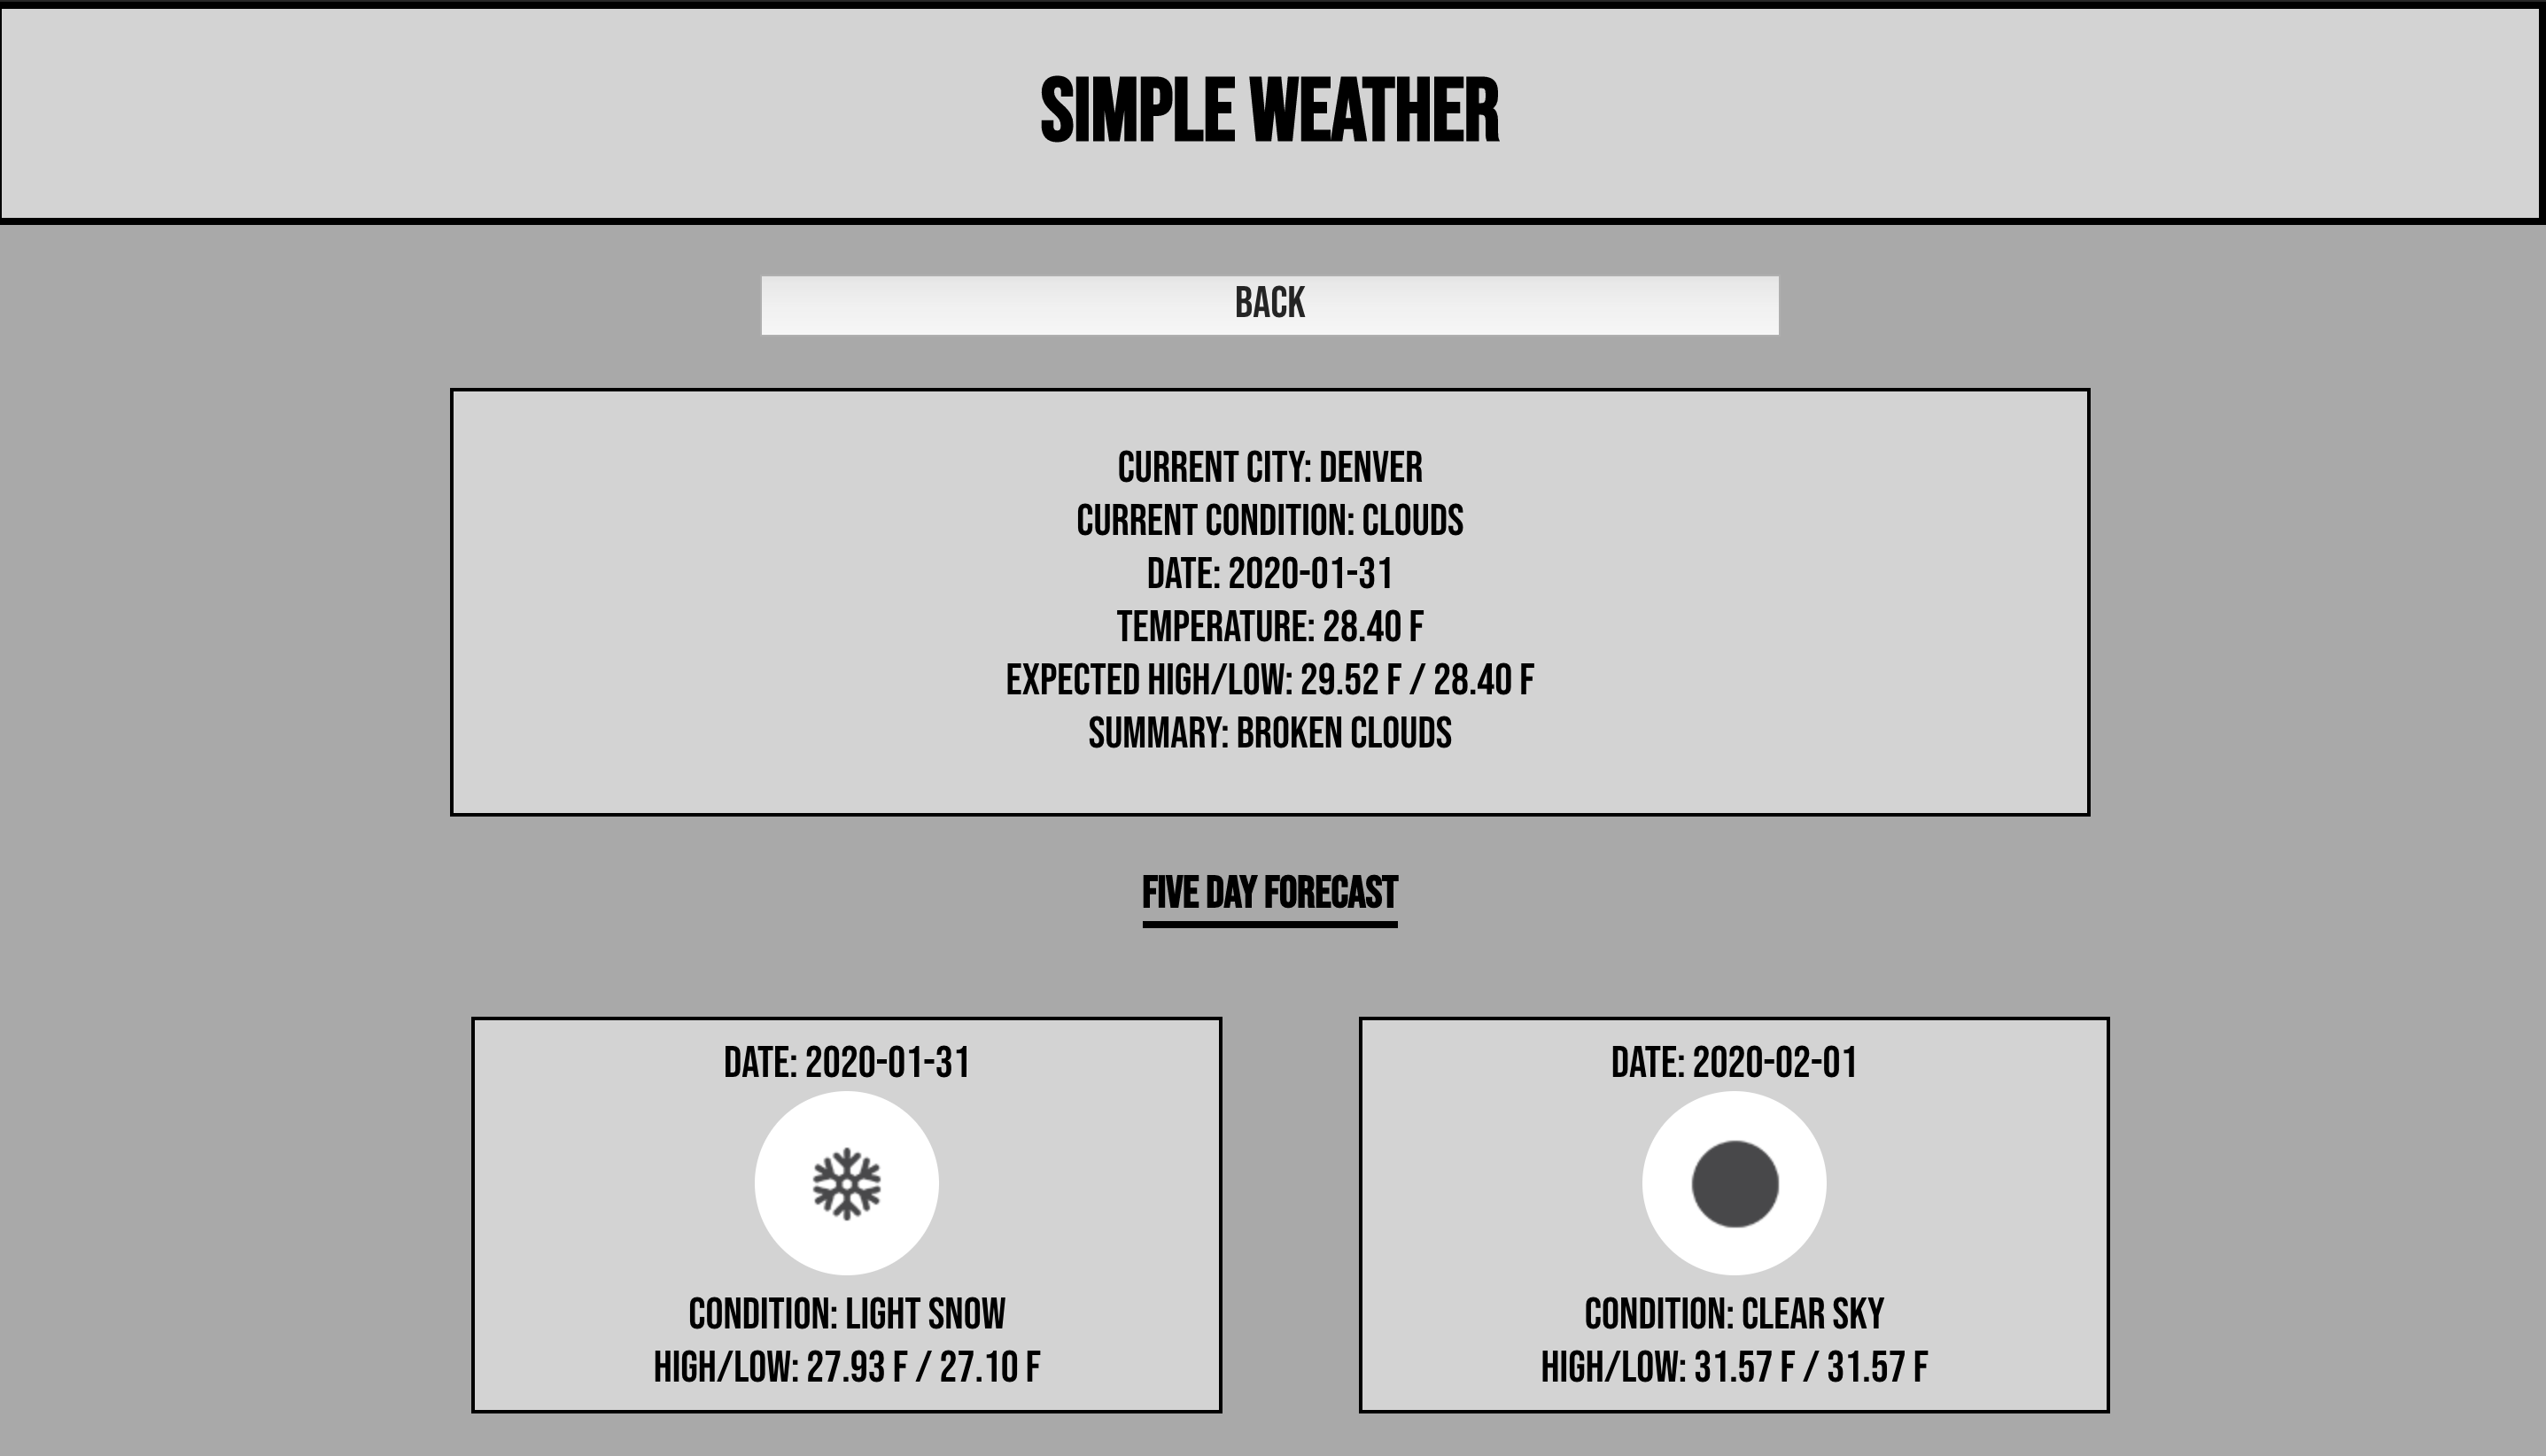 SIMPLE WEATHER
BACK
CURRENT CITY: DENVER
CURRENT CONDITION: CLOUDS
DATE: 2020-01-31
TEMPERATURE: 28.40 F
EXPECTED HIGH/LOW: 29.52 F / 28.40 F
SUMMARY: BROKEN CLOUDS
FIVE DAY FORECAST
DATE: 2020-01-31
CONDITION: LIGHT SNOW
HIGH/LOW: 27.93 F / 27.10 F
DATE: 2020-02-01
CONDITION: CLEAR SKY
HIGH/LOW: 31.57 F / 31.57 F